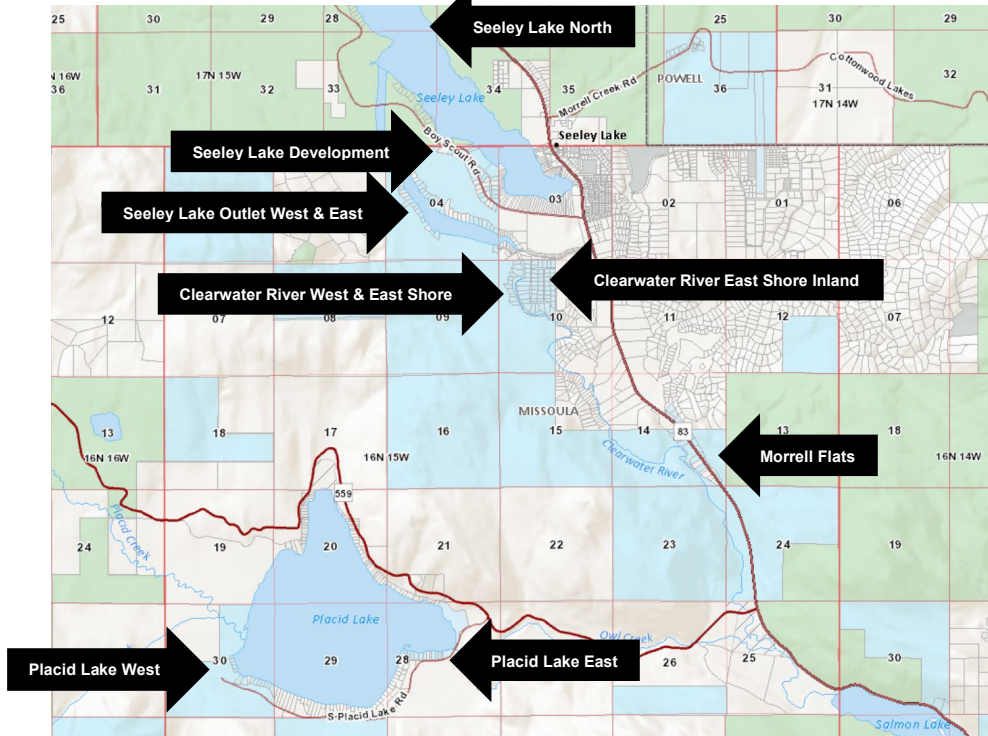 25
30
29
28
Seeley Lake North
25
30
29
N 16W
36
17N 15W
31
32
33
34
35
Morrell Creek Rd
POWELL
36
Cottonwood Lakes
31
17N 14W
32
Seeley Lake
Seeley Lake
Boy Scout Rd
Seeley Lake Development
04
03
02
01
06
Seeley Lake Outlet West & East
Clearwater River East Shore Inland
Clearwater River West & East Shore
12
07
08
09
10
11
12
07
MISSOULA
13
16N 16W
18
17
16N 15W
16
15
14
83
13
18
16N 14W
Clearwater River
Morrell Flats
559
Placid Creek
24
19
20
21
22
23
24
19
Placid Lake
Owl Creek
Placid Lake West
30
29
28
Placid Lake East
26
25
30
S Placid Lake Rd
Salmon Lake